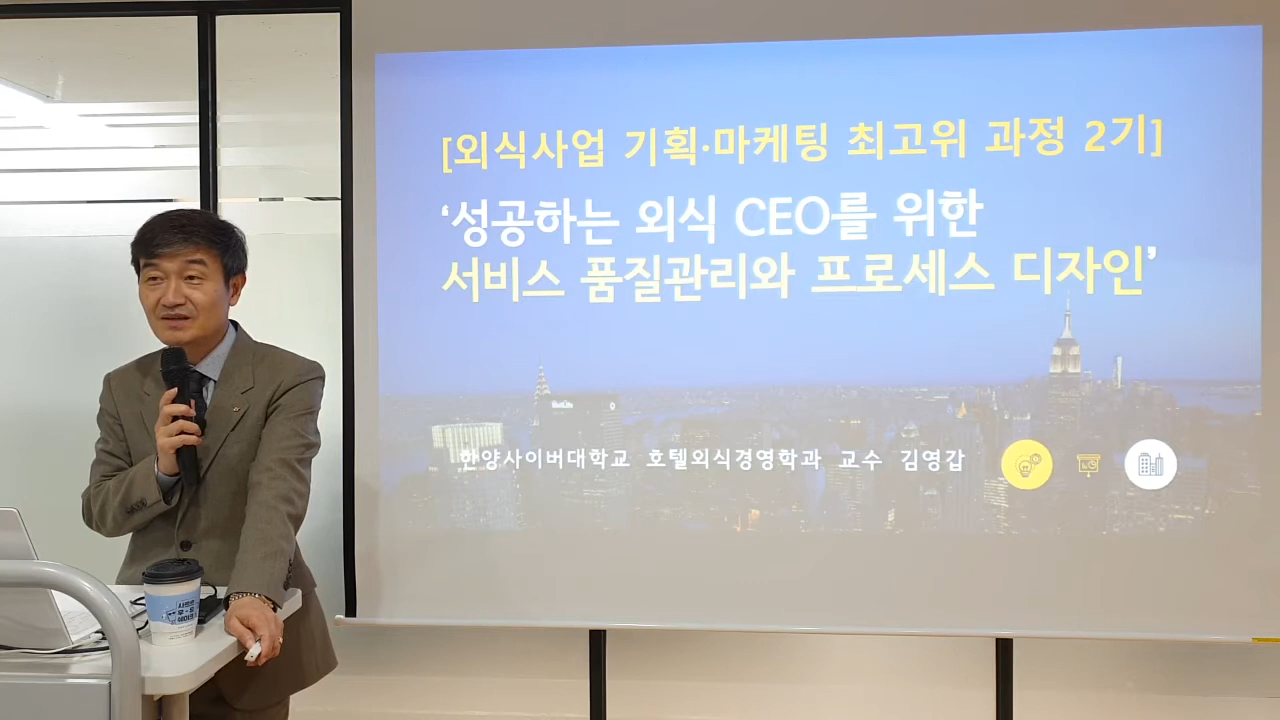 [외식사업 기획·마케팅 최고위 과정 2기]
‘성공하는 외식 CEO를 위한
서비스 품질관리와 프로세스 디자인’
한양사이버대학교 호텔외식경영학과 교수 김영갑